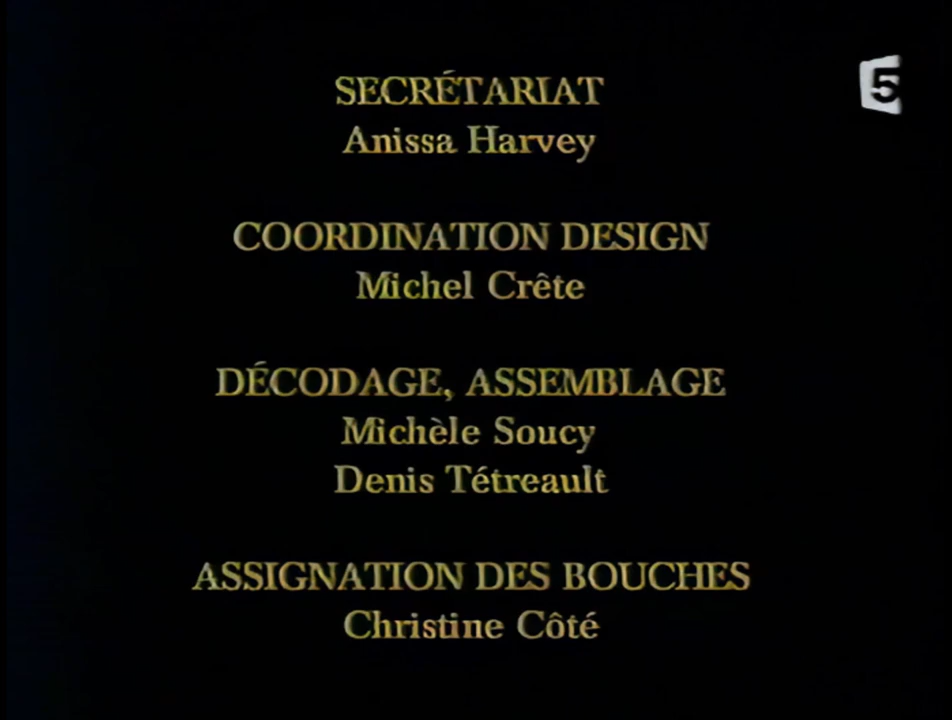 5
SECRÉTARIAT
Anissa Harvey
COORDINATION DESIGN
Michel Crête
DÉCODAGE, ASSEMBLAGE
Michèle Soucy
Denis Tétreault
ASSIGNATION DES BOUCHES
Christine Côté